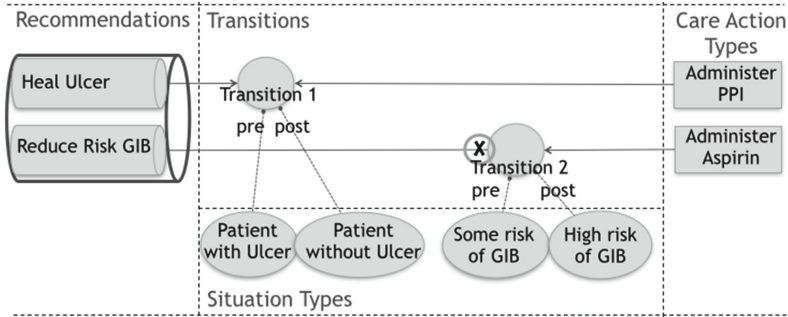 Recommendations
Transitions
Care Action
Types
Heal Ulcer
Transition 1
pre post
Administer
PPI
Reduce Risk GIB
X
Transition 2
pre post
Administer
Aspirin
Patient
with Ulcer
Patient
without Ulcer
Some risk
of GIB
High risk
of GIB
Situation Types